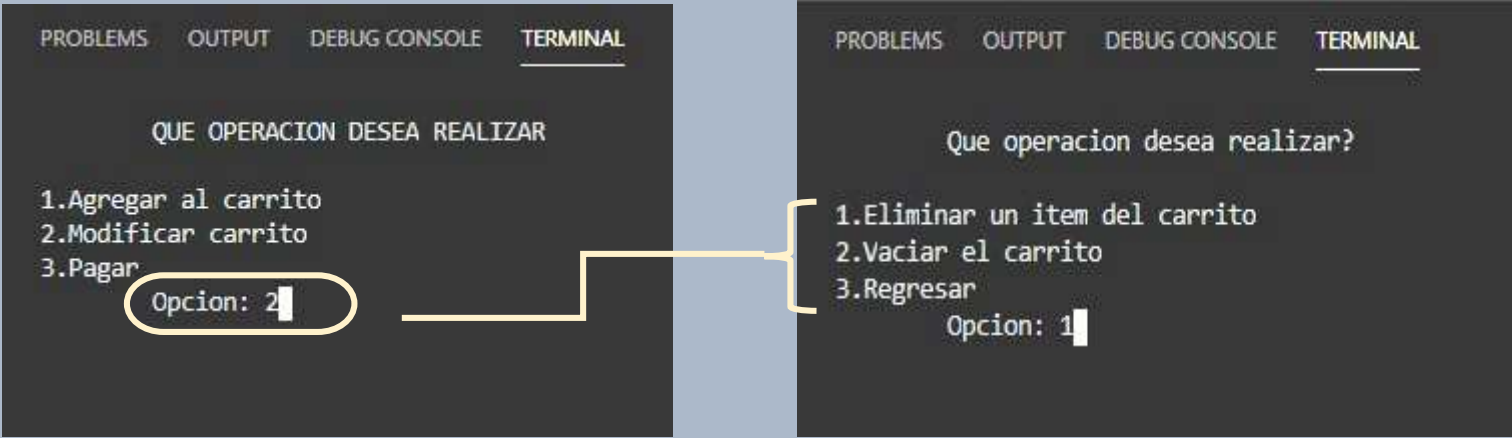 PROBLEMS OUTPUT DEBUG CONSOLE TERMINAL
QUE OPERACION DESEA REALIZAR
1.Agregar al carrito
2.Modificar carrito
3.Pagar
Opcion: 2
PROBLEMS OUTPUT DEBUG CONSOLE TERMINAL
Que operacion desea realizar?
1.Eliminar un item del carrito
2.Vaciar el carrito
3.Regresar
Opcion: 1